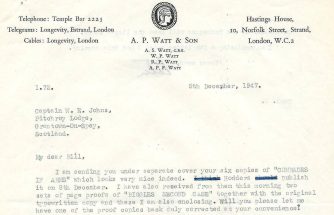 Telephone: Temple Bar 2223
Telegrams: Longevity, Estrand, London
Cables: Longevity, London
A. P. WATT & SON
A. S. WATT, C.B.E.
W. P. WATT
R. P. WATT
A. P. WATT
Hastings House,
10, Norfolk Street, Strand,
London, W.C.2
5th December, 1947.
Captain W. E. Johns,
Pitchroy Lodge,
Grantown-On-Spey,
Scotland.
My dear Bill,
I am sending you under separate cover your six copies of "COMRADES
IN ARMS" which looks very nice indeed. Hodders publish
it on 8th December. I have also received from them this morning two
sets of page proofs of "BIGGLES SECOND CASE" together with the original
typewritten copy and these I am also enclosing. Will you please let me
have one of the proofs back duly corrected at your convenience?